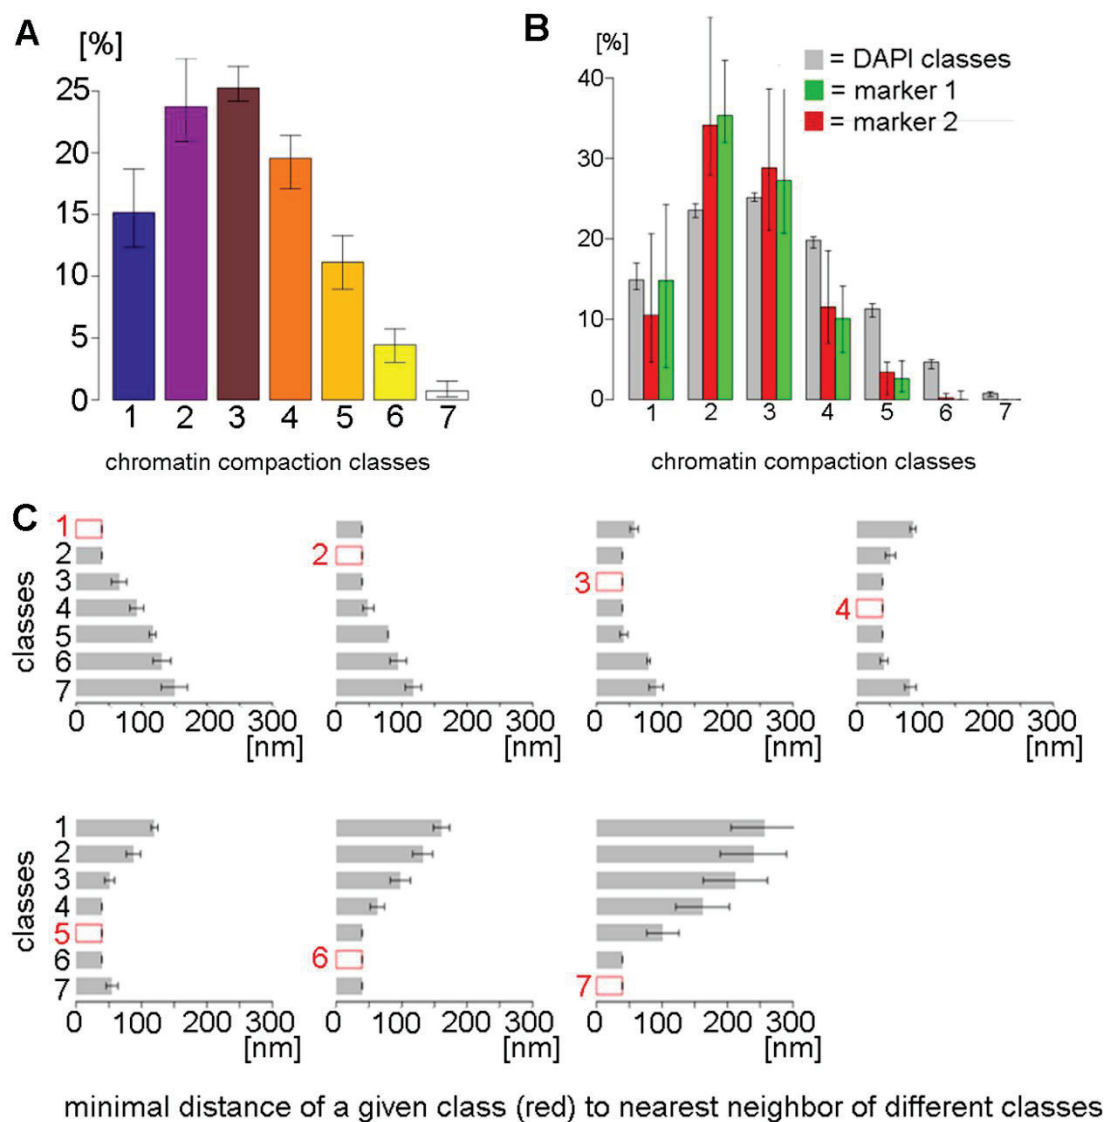 A
[%]
25
20
15
10
5
0
1 2 3 4 5 6 7
chromatin compaction classes
B
[%]
40
30
20
10
0
= DAPI classes
= marker 1
= marker 2
1 2 3 4 5 6 7
chromatin compaction classes
C
classes
1
2
3
4
5
6
7
0 100 200 300
[nm]
2
0 100 200 300
[nm]
3
0 100 200 300
[nm]
4
0 100 200 300
[nm]
classes
1
2
3
4
5
6
7
0 100 200 300
[nm]
6
0 100 200 300
[nm]
7
0 100 200 300
[nm]
minimal distance of a given class (red) to nearest neighbor of different classes